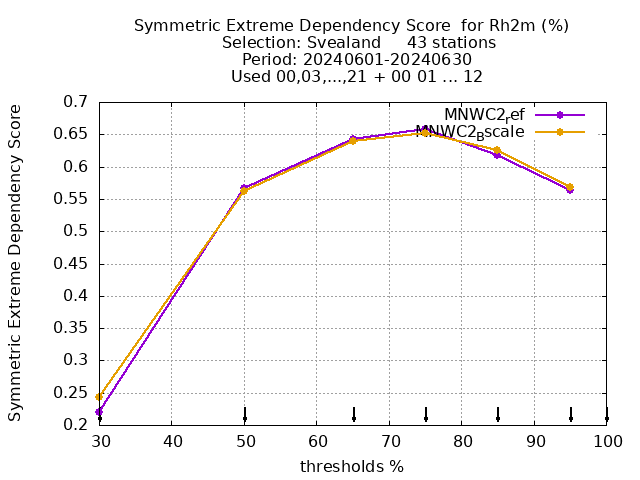 Symmetric Extreme Dependency Score  for Rh2m (%)
Selection: Svealand     43 stations
Period: 20240601-20240630
Used 00,03,...,21 + 00 01 ... 12
Symmetric Extreme Dependency Score
0.7
0.65
0.6
0.55
0.5
0.45
0.4
0.35
0.3
0.25
0.2
MNWC2ref
MNWC2Bscale
30 40 50 60 70 80 90 100
thresholds %